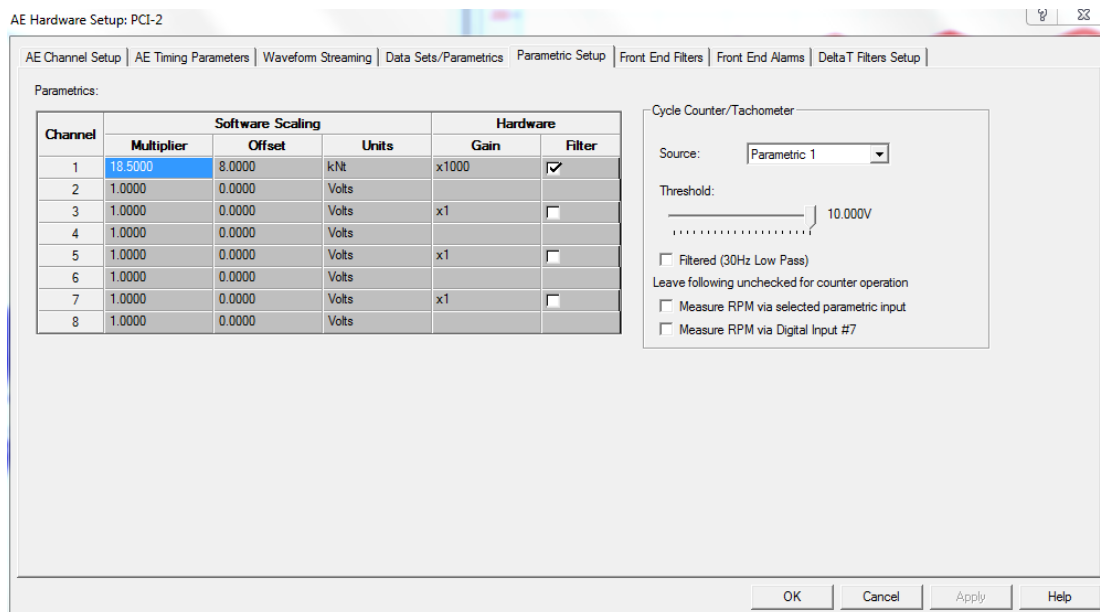 AE Hardware Setup: PCI-2
AE Channel Setup AE Timing Parameters Waveform Streaming Data Sets/Parametrics Parametric Setup Front End Filters Front End Alarms DeltaT Filters Setup
Parametrics:
Channel Software Scaling Hardware
Multiplier Offset Units Gain Filter
1 18.5000 8.0000 kNt x1000
2 1.0000 0.0000 Volts
3 1.0000 0.0000 Volts x1
4 1.0000 0.0000 Volts
5 1.0000 0.0000 Volts x1
6 1.0000 0.0000 Volts
7 1.0000 0.0000 Volts x1
8 1.0000 0.0000 Volts
Cycle Counter/Tachometer
Source: Parametric 1
Threshold:
10.000V
Filtered (30Hz Low Pass)
Leave following unchecked for counter operation
Measure RPM via selected parametric input
Measure RPM via Digital Input #7
OK Cancel Apply Help